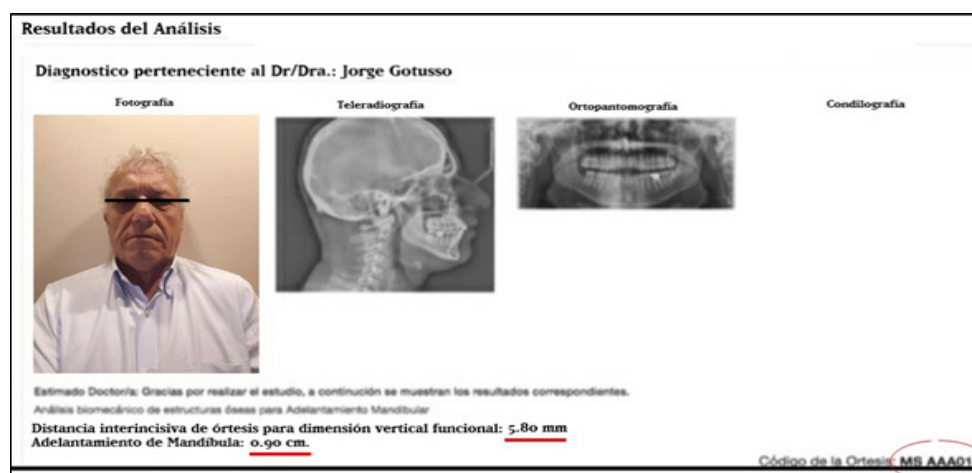 Resultados del Análisis
Diagnostico perteneciente al Dr/Dra.: Jorge Gotusso
Fotografía
Teleradiografía
Ortopantomografía
Condilografía
Estimado Doctor/a: Gracias por realizar el estudio, a continución se muestran los resultados correspondientes.
Análisis biomecánico de estructuras óseas para Adelantamiento Mandibular
Distancia interincisiva de órtesis para dimensión vertical funcional: 5.80 mm
Adelantamiento de Mandíbula: 0.90 cm.
Código de la Ortesis: MS AAA01